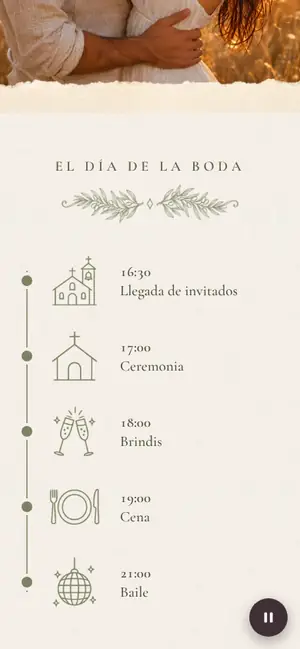 EL DÍA DE LA BODA
16:30
Llegada de invitados
17:00
Ceremonia
18:00
Brindis
19:00
Cena
21:00
Baile